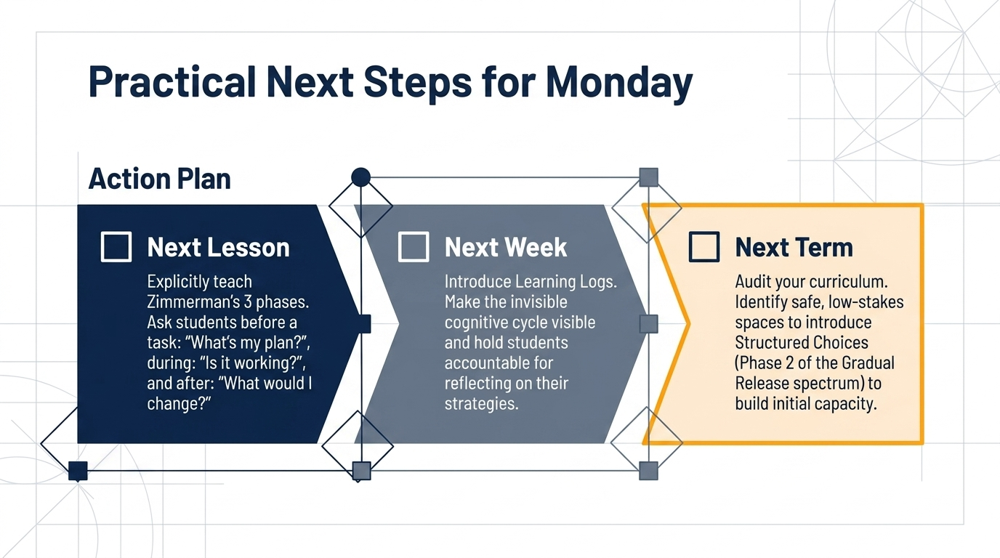 Practical Next Steps for Monday
Action Plan
Next Lesson
Explicitly teach
Zimmerman's 3 phases.
Ask students before a
task: "What's my plan?",
during: "Is it working?",
and after: "What would I
change?"
Next Week
Introduce Learning Logs.
Make the invisible
cognitive cycle visible
and hold students
accountable for
reflecting on their
strategies.
Next Term
Audit your curriculum.
Identify safe, low-stakes
spaces to introduce
Structured Choices
(Phase 2 of the Gradual
Release spectrum) to
build initial capacity.